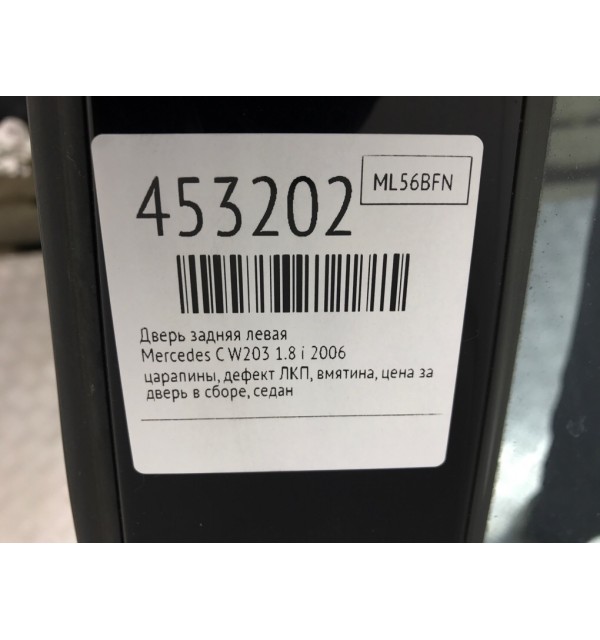 453202
ML56BFN
Дверь задняя левая
Mercedes C W203 1.8 i 2006
царапины, дефект ЛКП, вмятина, цена за
дверь в сборе, седан